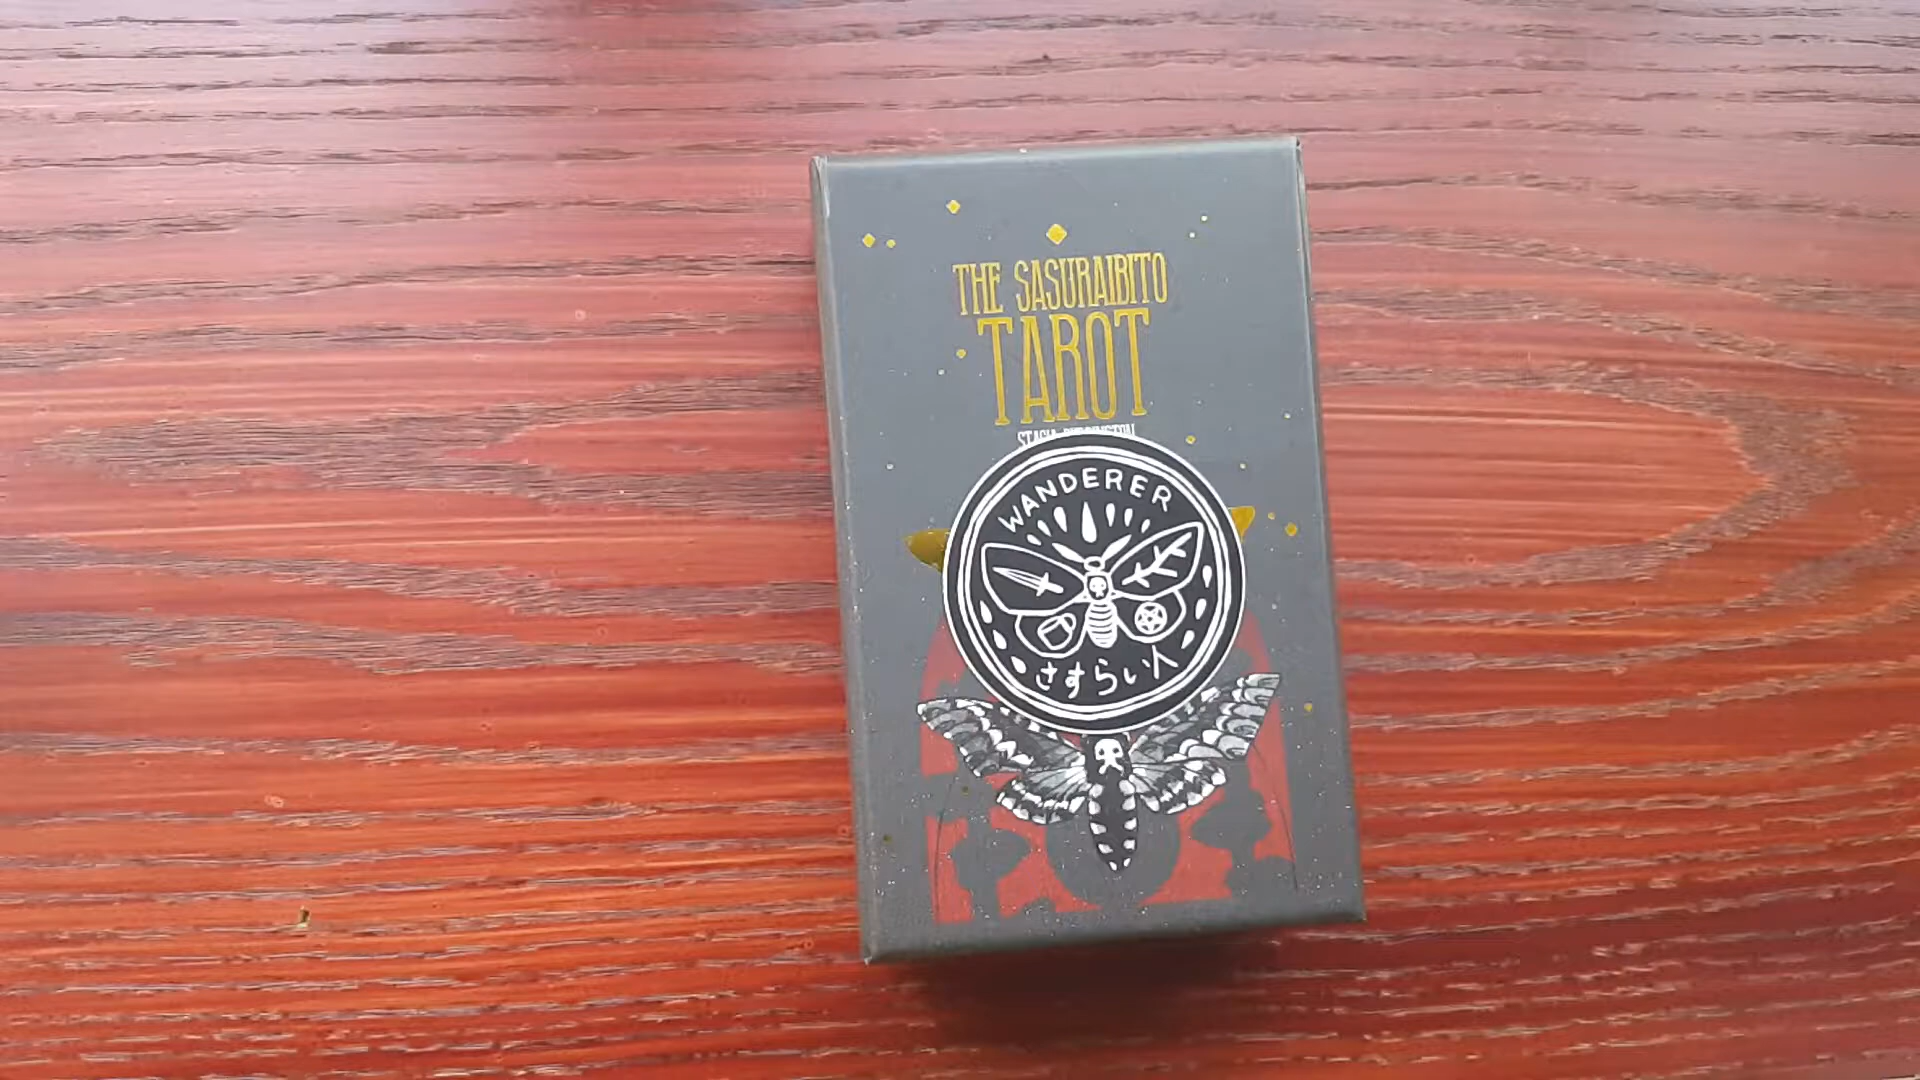 THE SASURAIBITO
TAROT
WANDERER
さすらい人